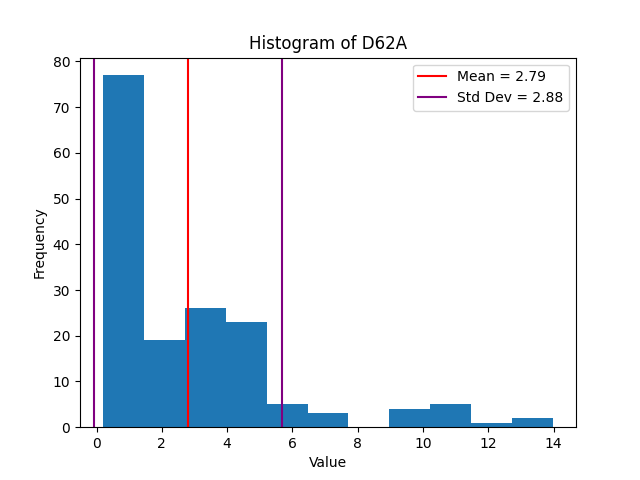 Histogram of D62A
Mean = 2.79
Std Dev = 2.88
80
70
60
50
40
30
20
10
0
Frequency
0 2 4 6 8 10 12 14
Value